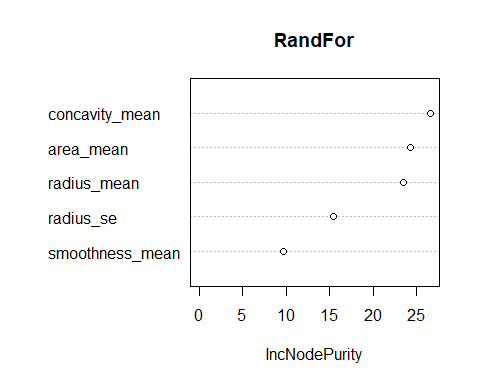 RandFor
concavity_mean
area_mean
radius_mean
radius_se
smoothness_mean
0 5 10 15 20 25
IncNodePurity